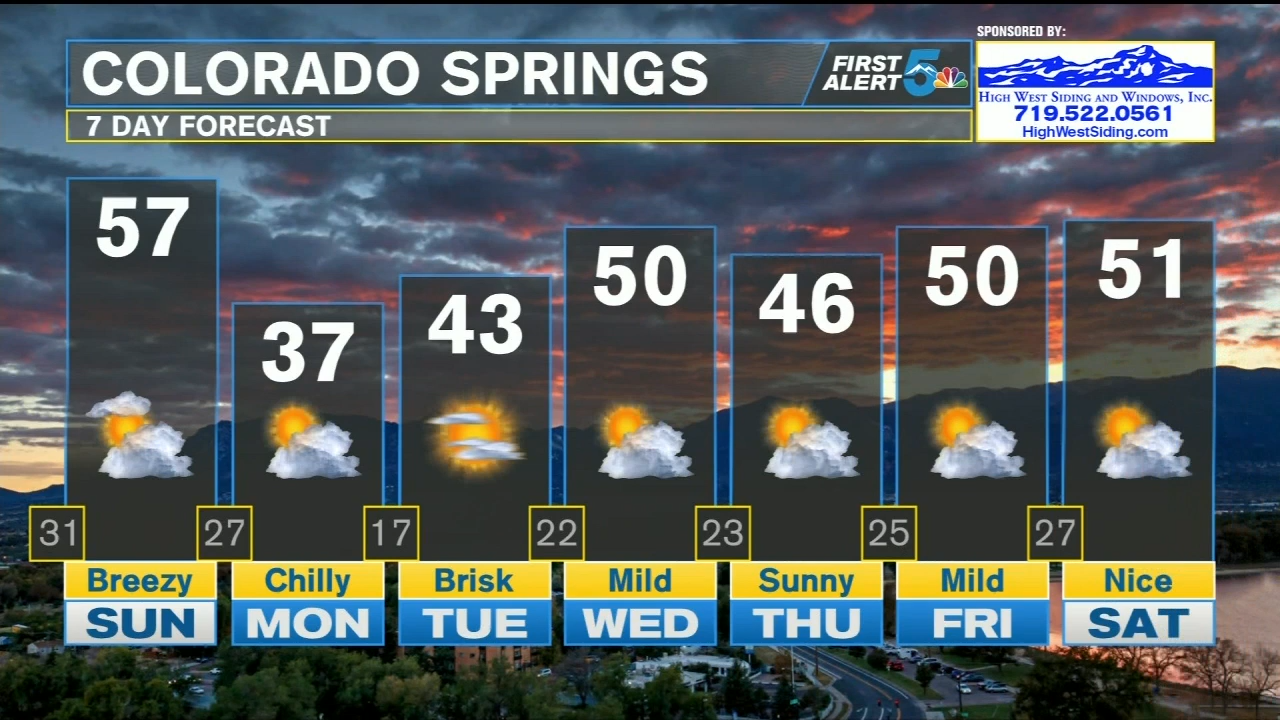 SPONSORED BY:
COLORADO SPRINGS
FIRST
ALERT 5
HIGH WEST SIDING AND WINDOWS, INC.
719.522.0561
HighWestSiding.com
7 DAY FORECAST
57 37 43 50 46 50 51
31 27 17 22 23 25 27
Breezy Chilly Brisk Mild Sunny Mild Nice
SUN MON TUE WED THU FRI SAT